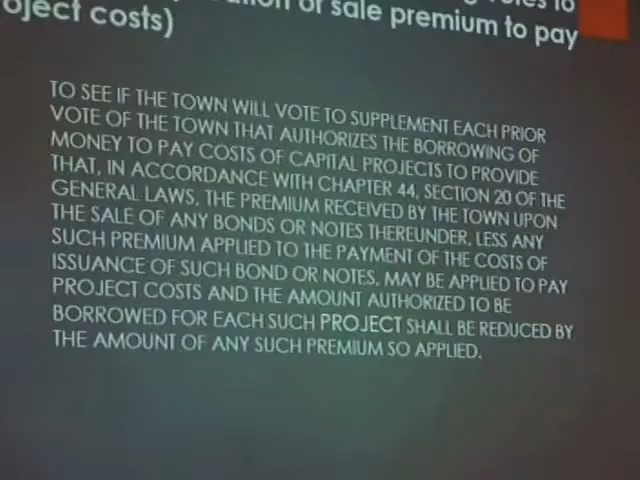 sale premium to pay
oject costs)
TO SEE IF THE TOWN WILL VOTE TO SUPPLEMENT EACH PRIOR
VOTE OF THE TOWN THAT AUTHORIZES THE BORROWING OF
MONEY TO PAY COSTS OF CAPITAL PROJECTS TO PROVIDE
THAT, IN ACCORDANCE WITH CHAPTER 44, SECTION 20 OF THE
GENERAL LAWS, THE PREMIUM RECEIVED BY THE TOWN UPON
THE SALE OF ANY BONDS OR NOTES THEREUNDER, LESS ANY
SUCH PREMIUM APPLIED TO THE PAYMENT OF THE COSTS OF
ISSUANCE OF SUCH BOND OR NOTES, MAY BE APPLIED TO PAY
PROJECT COSTS AND THE AMOUNT AUTHORIZED TO BE
BORROWED FOR EACH SUCH PROJECT SHALL BE REDUCED BY
THE AMOUNT OF ANY SUCH PREMIUM SO APPLIED.